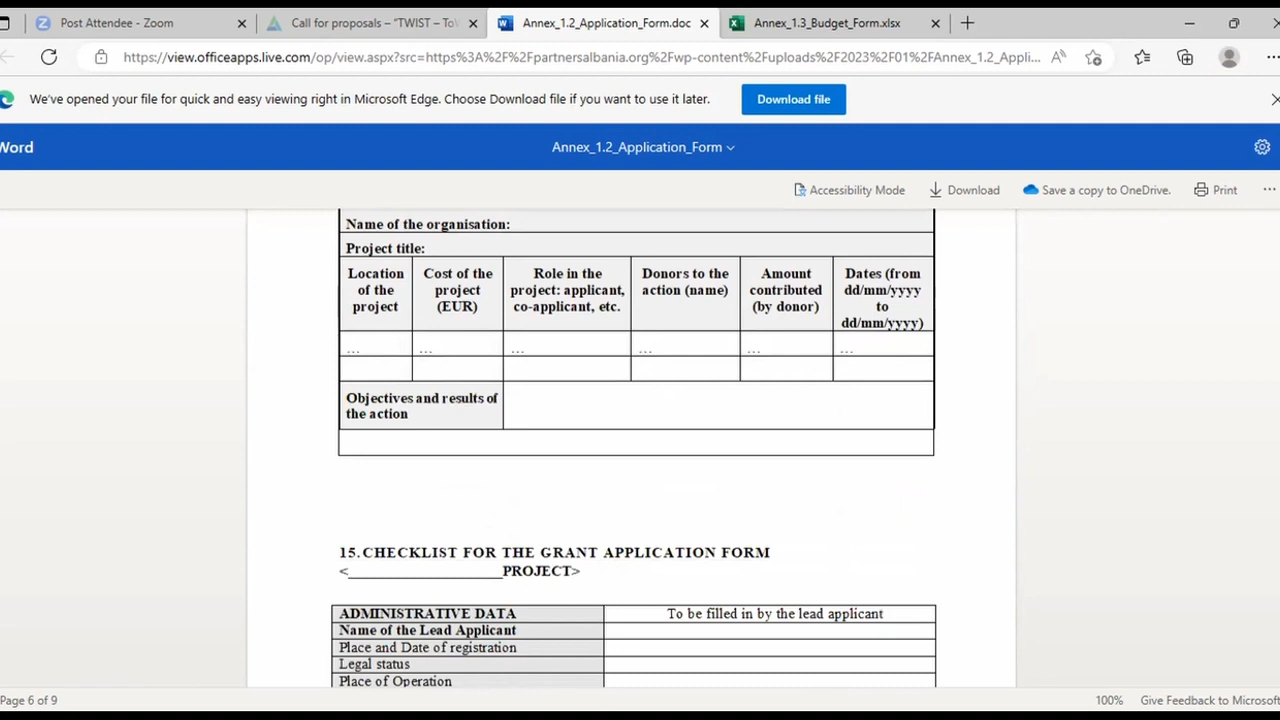 Post Attendee - Zoom
Call for proposals – "TWIST – ToW
Annex_1.2_Application_Form.doc
Annex_1.3_Budget_Form.xlsx
https://view.officeapps.live.com/op/view.aspx?src=https%3A%2F%2Fpartnersalbania.org%2Fwp-content%2Fuploads%2F2023%2F01%2FAnnex_1.2_Appli...
We've opened your file for quick and easy viewing right in Microsoft Edge. Choose Download file if you want to use it later.
Download file
Word
Annex_1.2_Application_Form
Accessibility Mode
Download
Save a copy to OneDrive.
Print
Name of the organisation:
Project title:
Location of the project
Cost of the project (EUR)
Role in the project: applicant, co-applicant, etc.
Donors to the action (name)
Amount contributed (by donor)
Dates (from dd/mm/yyyy to dd/mm/yyyy)
… … … … … …
Objectives and results of the action
15. CHECKLIST FOR THE GRANT APPLICATION FORM
<____________________PROJECT>
ADMINISTRATIVE DATA
To be filled in by the lead applicant
Name of the Lead Applicant
Place and Date of registration
Legal status
Place of Operation
Page 6 of 9
100%
Give Feedback to Microsoft